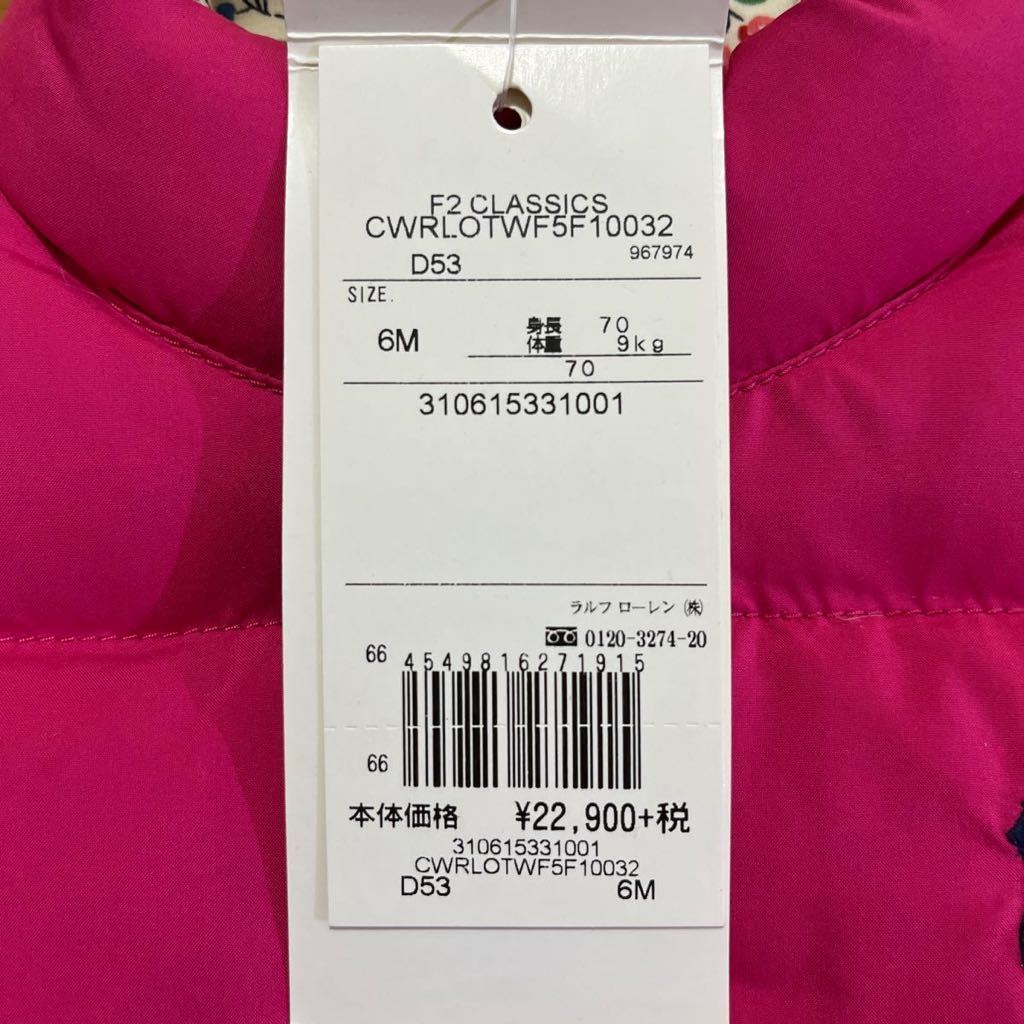 F2 CLASSICS
CWRLOTWF5F10032
D53 967974
SIZE.
6M 身長 70
体重 9kg
70
310615331001
ラルフ ローレン ㈱
0120-3274-20
66 4549816271915
66
本体価格 ¥22,900+税
310615331001
CWRLOTWF5F10032
D53 6M